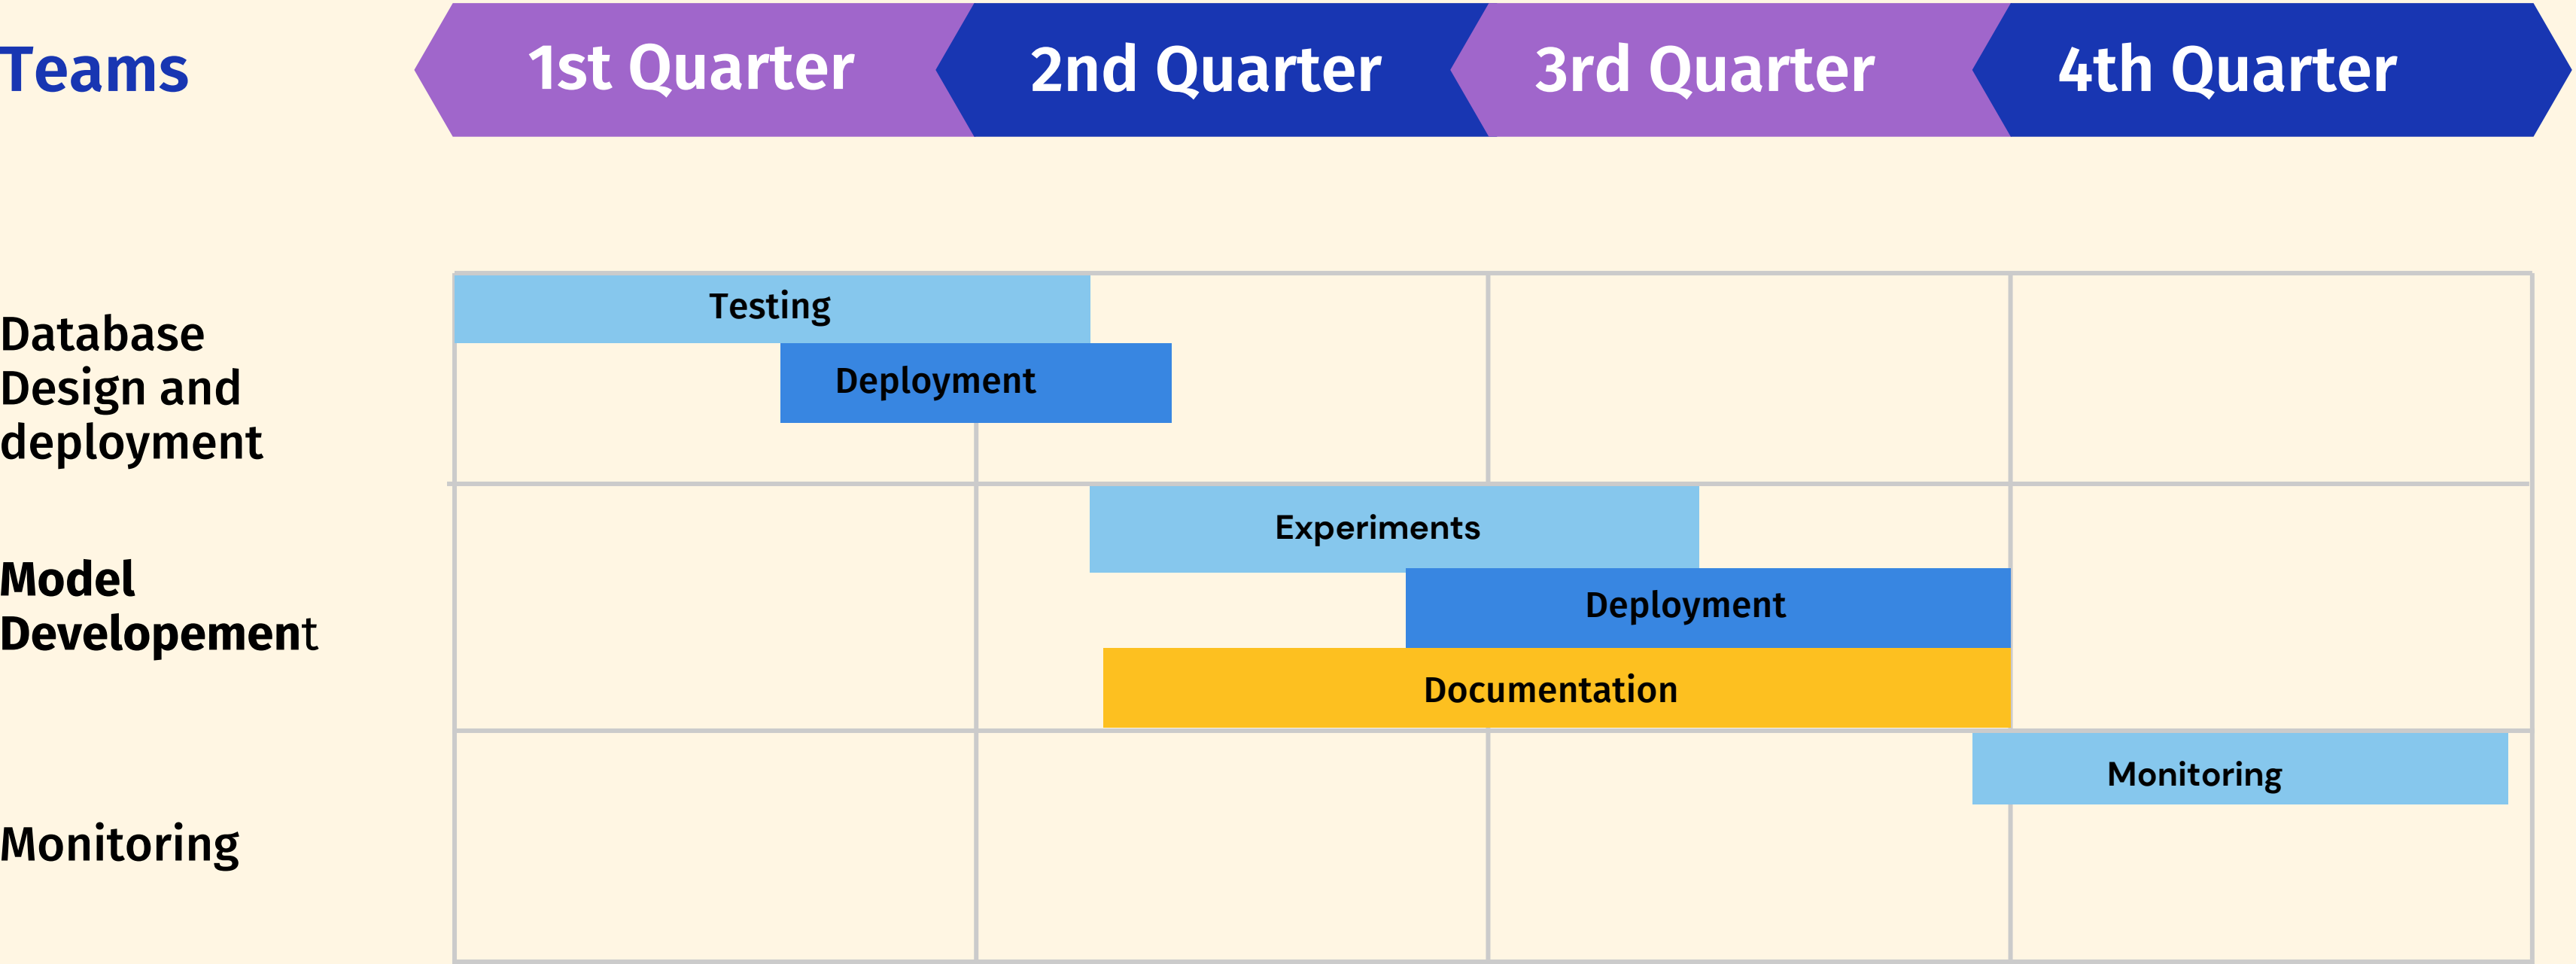 Teams
1st Quarter
2nd Quarter
3rd Quarter
4th Quarter
Database
Design and
deployment
Testing
Deployment
Model
Developement
Experiments
Deployment
Documentation
Monitoring
Monitoring